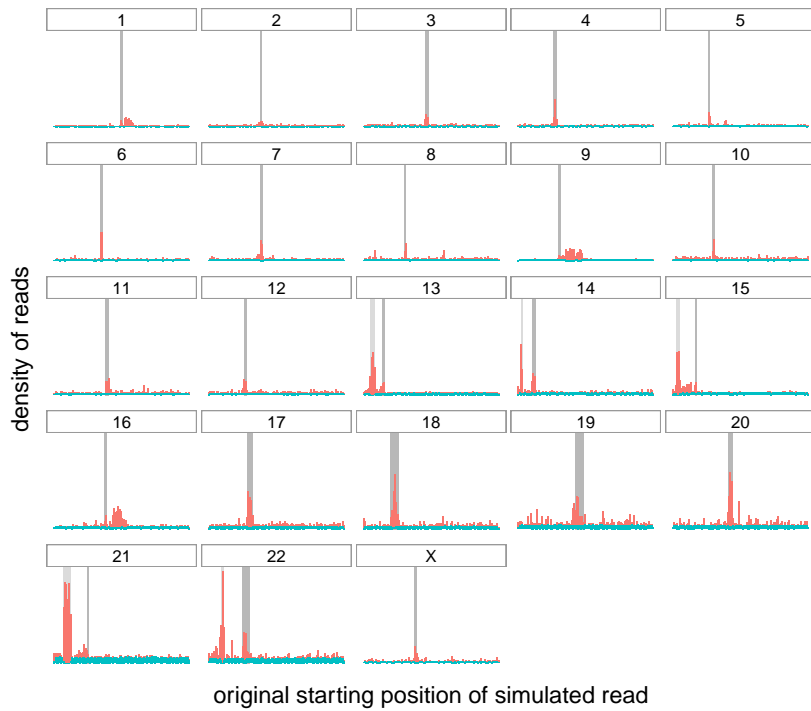 1 2 3 4 5
6 7 8 9 10
11 12 13 14 15
16 17 18 19 20
21 22 X
density of reads
original starting position of simulated read